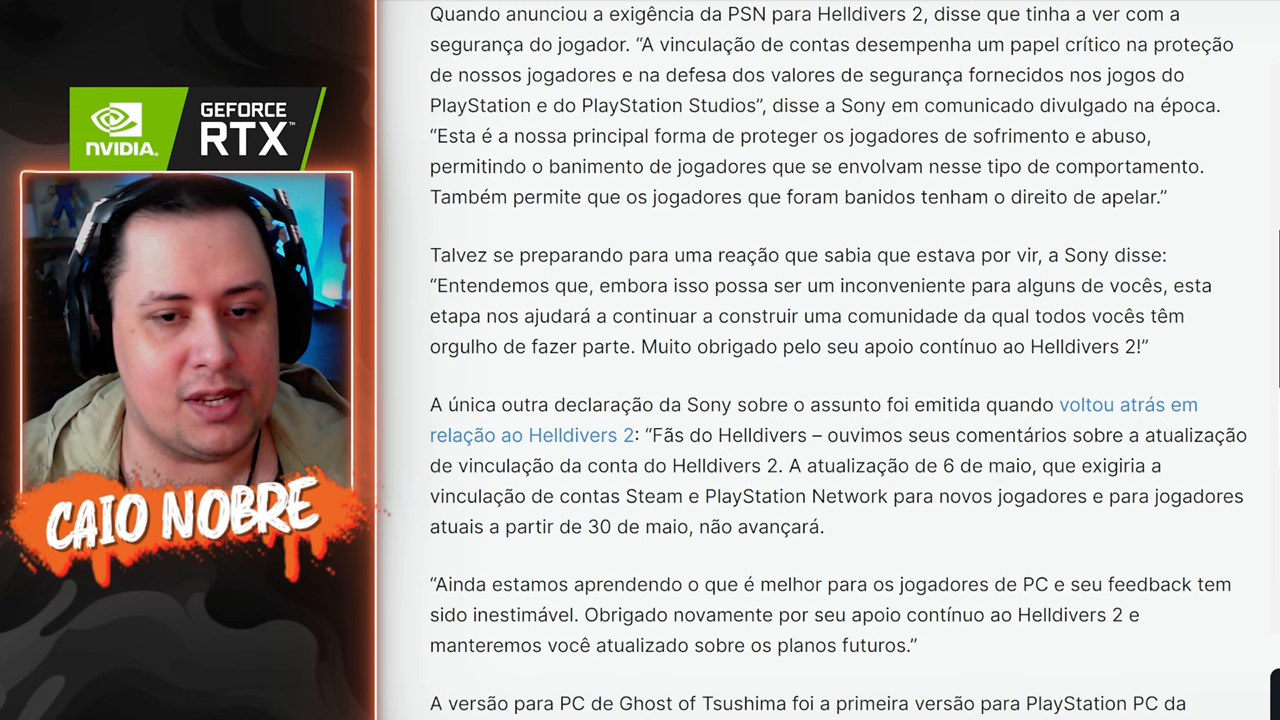 NVIDIA.
GEFORCE
RTX™
CAIO NOBRE
Quando anunciou a exigência da PSN para Helldivers 2, disse que tinha a ver com a
segurança do jogador. “A vinculação de contas desempenha um papel crítico na proteção
de nossos jogadores e na defesa dos valores de segurança fornecidos nos jogos do
PlayStation e do PlayStation Studios”, disse a Sony em comunicado divulgado na época.
“Esta é a nossa principal forma de proteger os jogadores de sofrimento e abuso,
permitindo o banimento de jogadores que se envolvam nesse tipo de comportamento.
Também permite que os jogadores que foram banidos tenham o direito de apelar.”
Talvez se preparando para uma reação que sabia que estava por vir, a Sony disse:
“Entendemos que, embora isso possa ser um inconveniente para alguns de vocês, esta
etapa nos ajudará a continuar a construir uma comunidade da qual todos vocês têm
orgulho de fazer parte. Muito obrigado pelo seu apoio contínuo ao Helldivers 2!”
A única outra declaração da Sony sobre o assunto foi emitida quando voltou atrás em
relação ao Helldivers 2: “Fãs do Helldivers – ouvimos seus comentários sobre a atualização
de vinculação da conta do Helldivers 2. A atualização de 6 de maio, que exigiria a
vinculação de contas Steam e PlayStation Network para novos jogadores e para jogadores
atuais a partir de 30 de maio, não avançará.
“Ainda estamos aprendendo o que é melhor para os jogadores de PC e seu feedback tem
sido inestimável. Obrigado novamente por seu apoio contínuo ao Helldivers 2 e
manteremos você atualizado sobre os planos futuros.”
A versão para PC de Ghost of Tsushima foi a primeira versão para PlayStation PC da